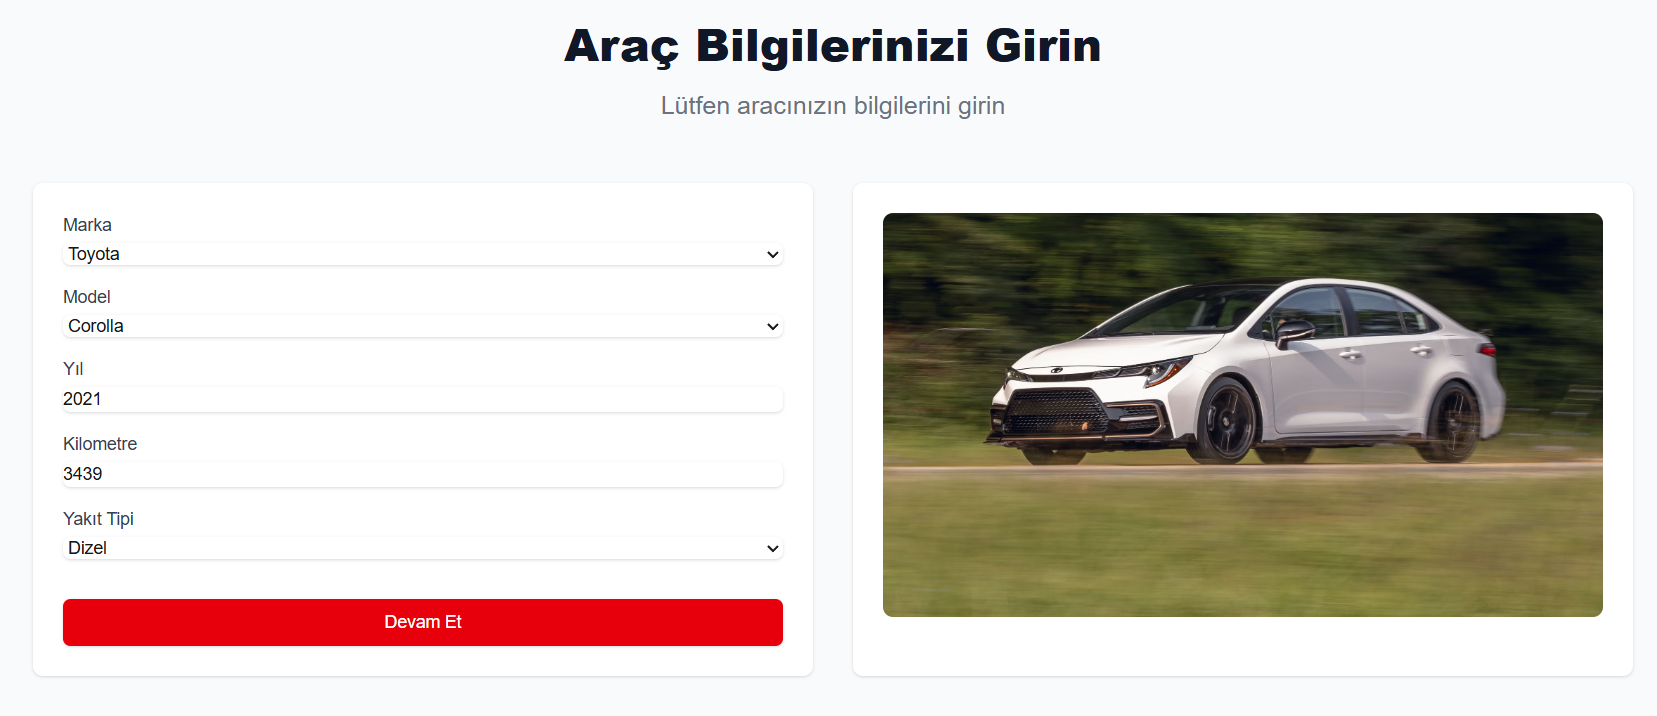 Araç Bilgilerinizi Girin
Lütfen aracınızın bilgilerini girin
Marka
Toyota
Model
Corolla
Yıl
2021
Kilometre
3439
Yakıt Tipi
Dizel
Devam Et